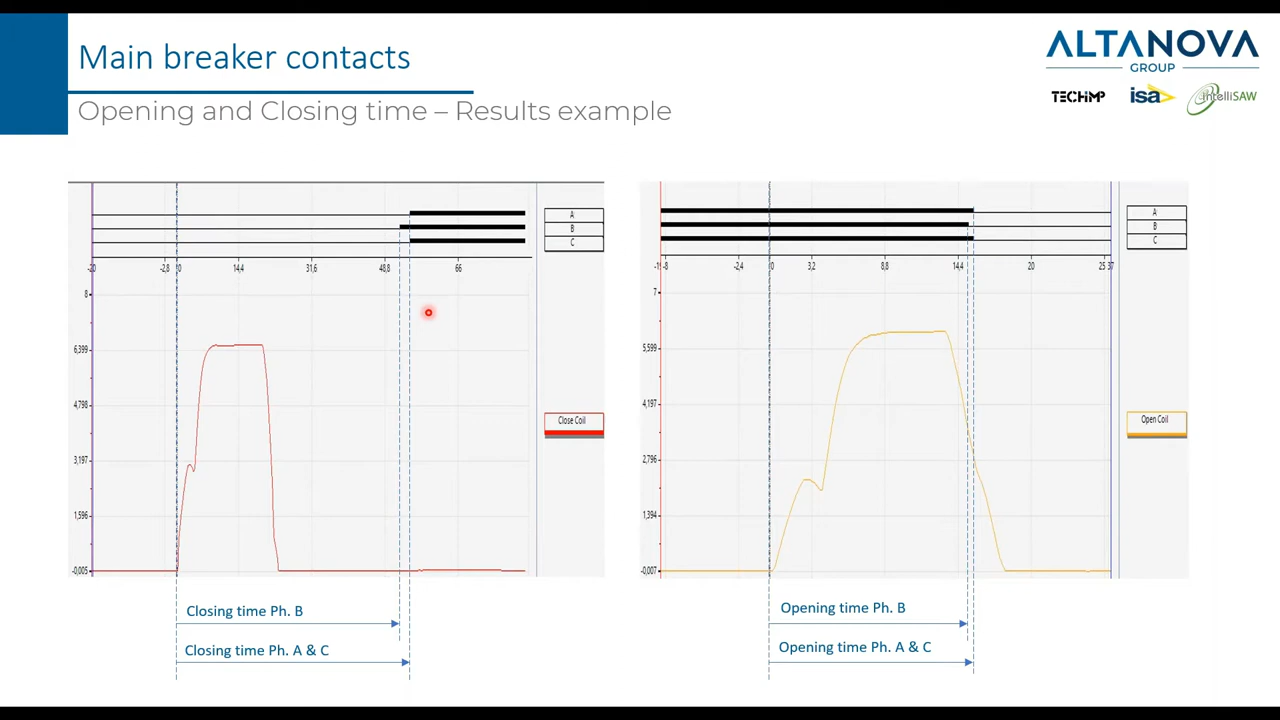 Main breaker contacts
Opening and Closing time – Results example
ALTANOVA
GROUP
TECHIMP
isa
intelliSAW
A
B
C
-20 -2,8 0 14,4 31,6 48,8 66
8
6,399
4,798
3,197
1,596
-0,005
Close Coil
A
B
C
-2,4 0 3,2 8,8 14,4 20
7
5,599
4,197
2,796
1,394
-0,007
Open Coil
Closing time Ph. B
Closing time Ph. A & C
Opening time Ph. B
Opening time Ph. A & C